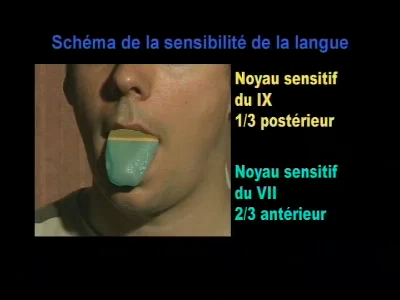 Schéma de la sensibilité de la langue
Noyau sensitif
du IX
1/3 postérieur
Noyau sensitif
du VII
2/3 antérieur